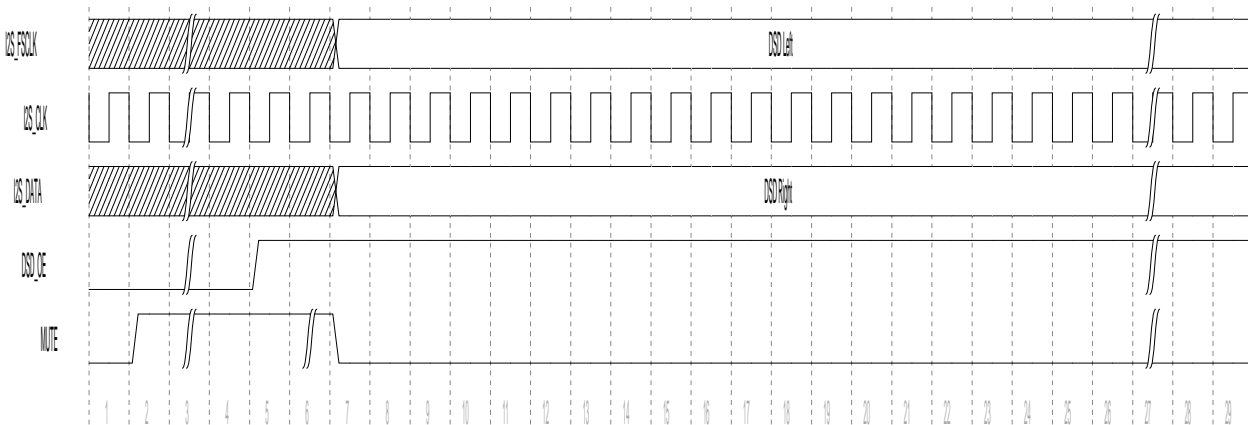 I2S_FSCLK
DSD Left
I2S_CLK
I2S_DATA
DSD Right
DSD_OE
MUTE
1 2 3 4 5 6 7 8 9 10 11 12 13 14 15 16 17 18 19 20 21 22 23 24 25 26 27 28 29